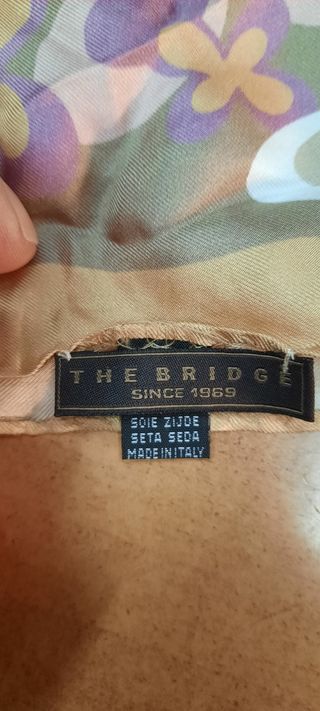 THE BRIDGE
SINCE 1969
SOIE ZIJDE
SETA SEDA
MADE IN ITALY